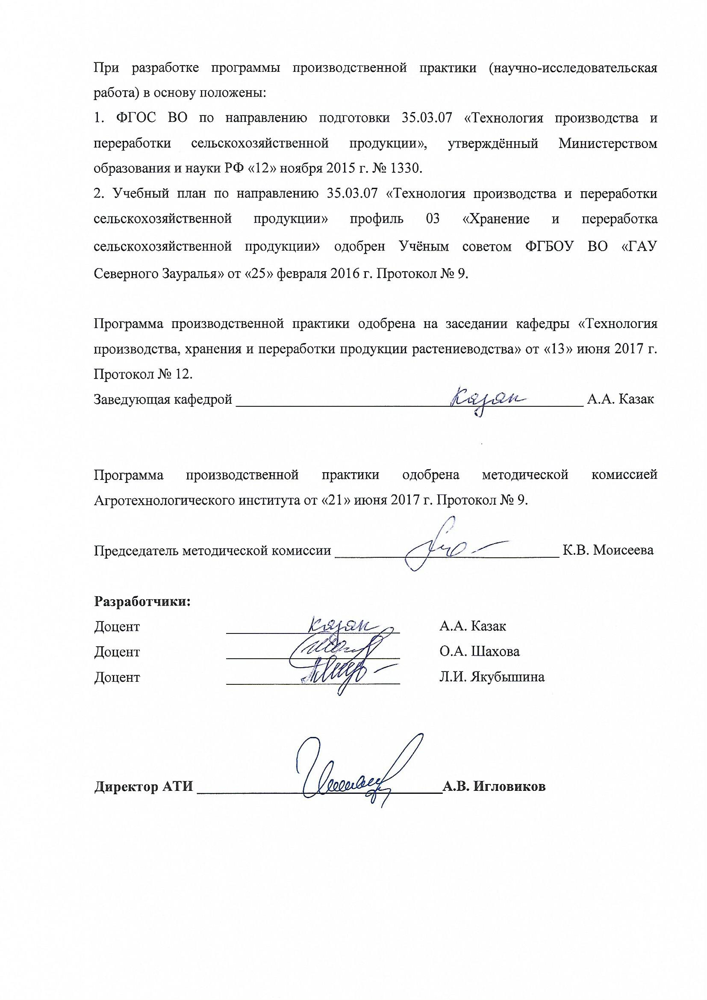 При разработке программы производственной практики (научно-исследовательская
работа) в основу положены:
1. ФГОС ВО по направлению подготовки 35.03.07 «Технология производства и
переработки сельскохозяйственной продукции», утверждённый Министерством
образования и науки РФ «12» ноября 2015 г. № 1330.
2. Учебный план по направлению 35.03.07 «Технология производства и переработки
сельскохозяйственной продукции» профиль 03 «Хранение и переработка
сельскохозяйственной продукции» одобрен Учёным советом ФГБОУ ВО «ГАУ
Северного Зауралья» от «25» февраля 2016 г. Протокол № 9.
Программа производственной практики одобрена на заседании кафедры «Технология
производства, хранения и переработки продукции растениеводства» от «13» июня 2017 г.
Протокол № 12.
Заведующая кафедрой Казак А.А. Казак
Программа производственной практики одобрена методической комиссией
Агротехнологического института от «21» июня 2017 г. Протокол № 9.
Председатель методической комиссии К.В. Моисеева
Разработчики:
Доцент Казак А.А. Казак
Доцент О.А. Шахова
Доцент Л.И. Якубышина
Директор АТИ А.В. Игловиков